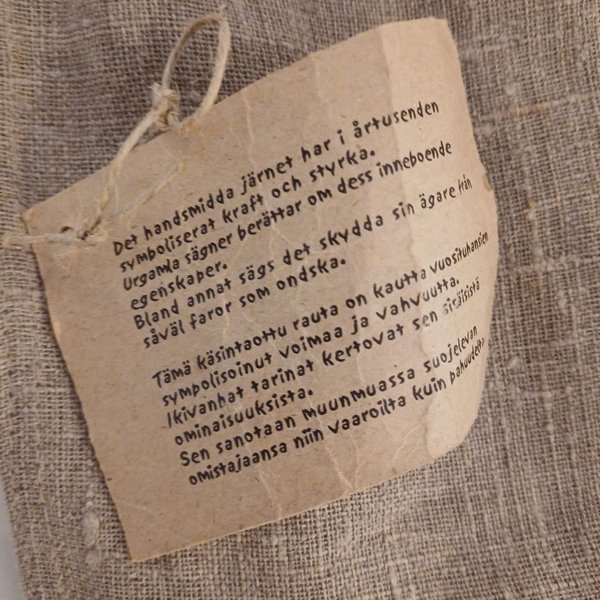 Det handsmidda järnet har i årtusenden
symboliserat kraft och styrka.
Urgamla sägner berättar om dess inneboende
egenskaper.
Bland annat sägs det skydda sin ägare från
såväl faror som ondska.
Tämä käsintaottu rauta on kautta vuosituhansien
symbolisoinut voimaa ja vahvuutta.
Ikivanhat tarinat kertovat sen sisäisistä
ominaisuuksista.
Sen sanotaan muunmuassa suojelevan
omistajaansa niin vaaroilta kuin pahuudelta